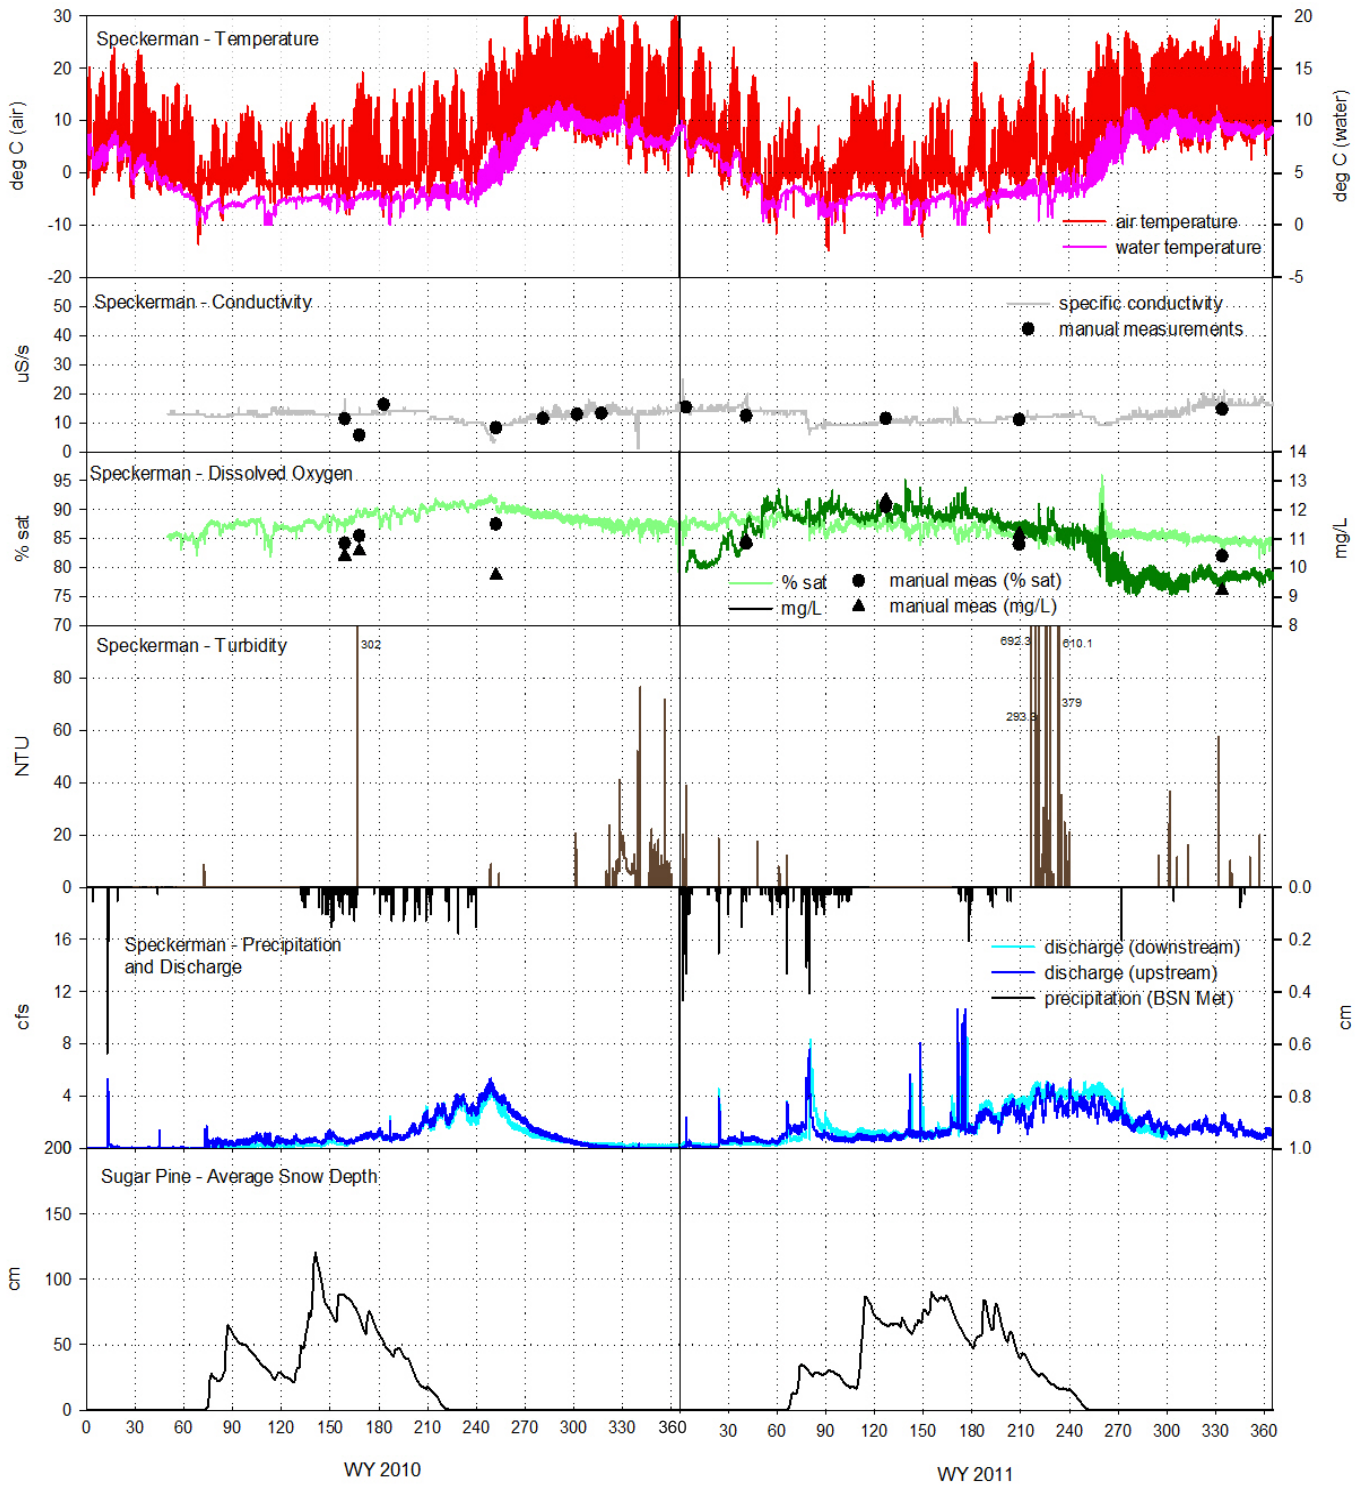 30
20
10
0
-10
-20
deg C (air)
Speckerman - Temperature
20
15
10
5
0
-5
deg C (water)
air temperature
water temperature
50
40
30
20
10
0
uS/s
Speckerman - Conductivity
specific conductivity
manual measurements
95
90
85
80
75
70
% sat
Speckerman - Dissolved Oxygen
14
13
12
11
10
9
8
mg/L
% sat
mg/L
manual meas (% sat)
manual meas (mg/L)
80
60
40
20
0
NTU
Speckerman - Turbidity
302
692.3
610.1
293.3
379
16
12
8
4
200
cfs
Speckerman - Precipitation
and Discharge
0.0
0.2
0.4
0.6
0.8
1.0
cm
discharge (downstream)
discharge (upstream)
precipitation (BSN Met)
150
100
50
0
cm
Sugar Pine - Average Snow Depth
0 30 60 90 120 150 180 210 240 270 300 330 360
30 60 90 120 150 180 210 240 270 300 330 360
WY 2010
WY 2011